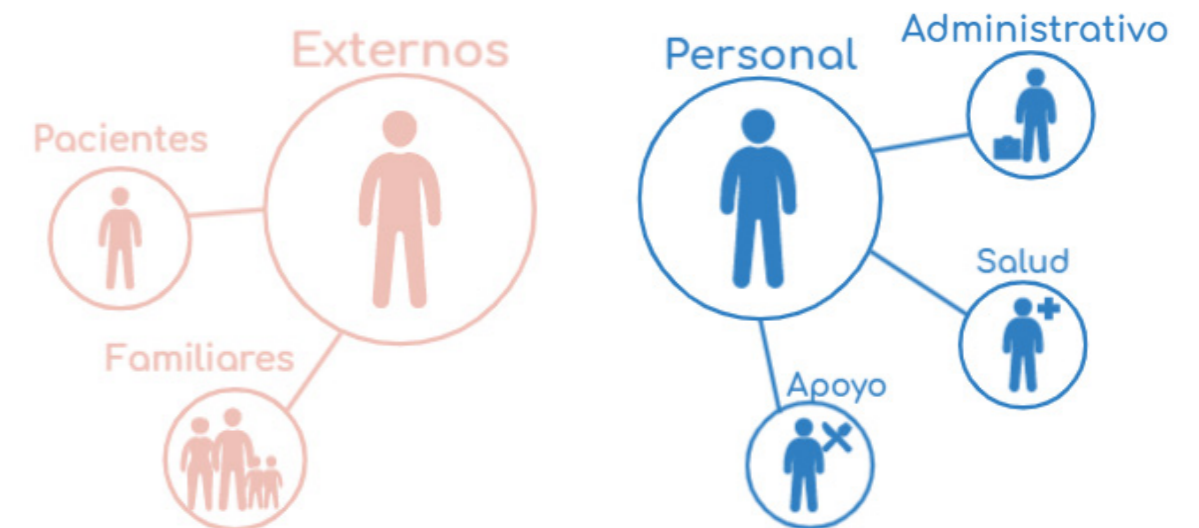 Externos
Pacientes
Familiares
Personal
Administrativo
Salud
Apoyo